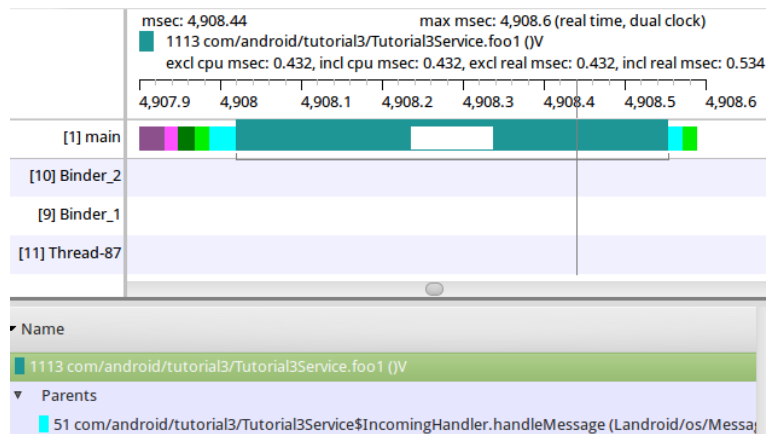 msec: 4,908.44 max msec: 4,908.6 (real time, dual clock)
1113 com/android/tutorial3/Tutorial3Service.foo1 ()V
excl cpu msec: 0.432, incl cpu msec: 0.432, excl real msec: 0.432, incl real msec: 0.534
4,907.9 4,908 4,908.1 4,908.2 4,908.3 4,908.4 4,908.5 4,908.6
[1] main
[10] Binder_2
[9] Binder_1
[11] Thread-87
Name
1113 com/android/tutorial3/Tutorial3Service.foo1 ()V
Parents
51 com/android/tutorial3/Tutorial3Service$IncomingHandler.handleMessage (Landroid/os/Messa